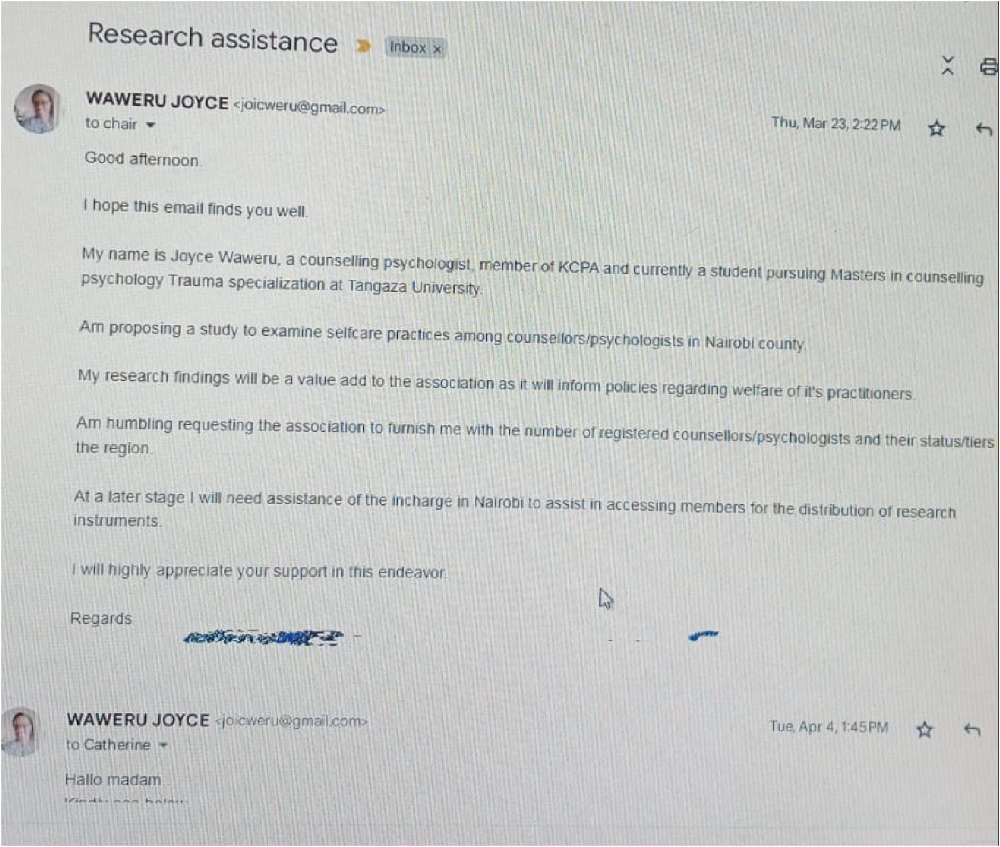 Research assistance
Inbox x
WAWERU JOYCE <joicweru@gmail.com>
to chair
Thu, Mar 23, 2:22 PM
Good afternoon.
I hope this email finds you well.
My name is Joyce Waweru, a counselling psychologist, member of KCPA and currently a student pursuing Masters in counselling
psychology Trauma specialization at Tangaza University.
Am proposing a study to examine selfcare practices among counsellors/psychologists in Nairobi county.
My research findings will be a value add to the association as it will inform policies regarding welfare of it's practitioners.
Am humbling requesting the association to furnish me with the number of registered counsellors/psychologists and their status/tiers
the region.
At a later stage I will need assistance of the incharge in Nairobi to assist in accessing members for the distribution of research
instruments.
I will highly appreciate your support in this endeavor.
Regards
WAWERU JOYCE <joicweru@gmail.com>
to Catherine
Tue, Apr 4, 1:45 PM
Hallo madam.